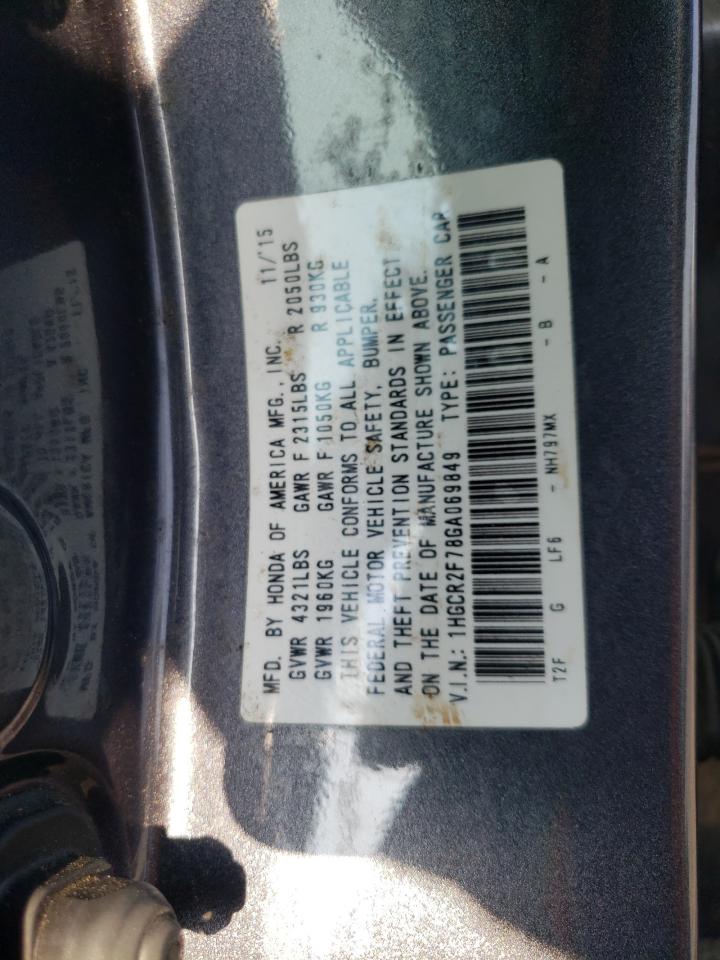 MFD. BY HONDA OF AMERICA MFG., INC. 11/'15
GVWR 4321LBS GAWR F 2315LBS R 2050LBS
GVWR 1960KG GAWR F 1050KG R 930KG
THIS VEHICLE CONFORMS TO ALL APPLICABLE
FEDERAL MOTOR VEHICLE SAFETY, BUMPER,
AND THEFT PREVENTION STANDARDS IN EFFECT
ON THE DATE OF MANUFACTURE SHOWN ABOVE.
V.I.N.: 1HGCR2F78GA069849 TYPE: PASSENGER CAR
T2F G LF6 - NH797MX - B - A